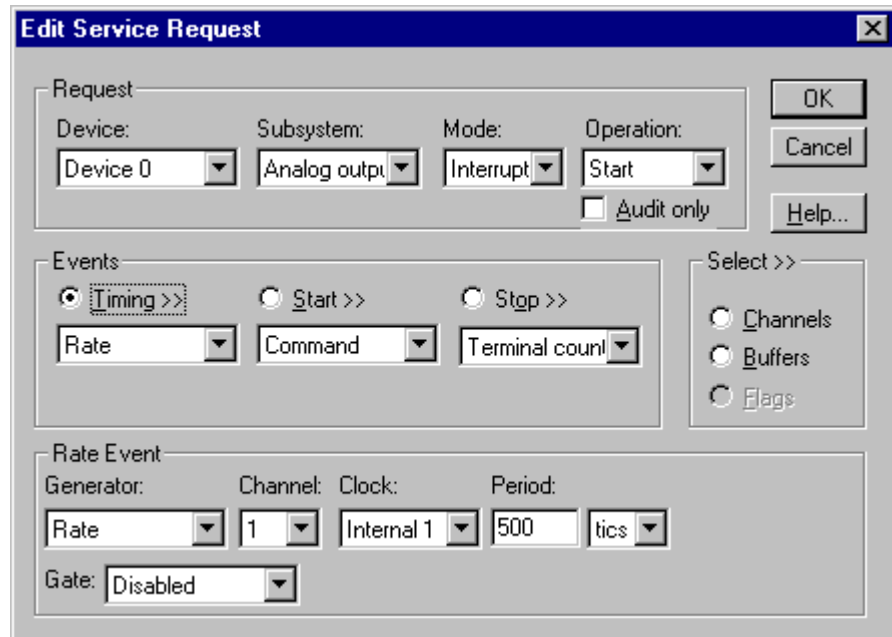 Edit Service Request
Request
OK
Device: Subsystem: Mode: Operation:
Cancel
Device 0 Analog outpu Interrupt Start
Audit only
Help...
Events
Select >>
Timing >> Start >> Stop >>
Channels
Rate Command Terminal count
Buffers
Flags
Rate Event
Generator: Channel: Clock: Period:
Rate 1 Internal 1 500 tics
Gate: Disabled